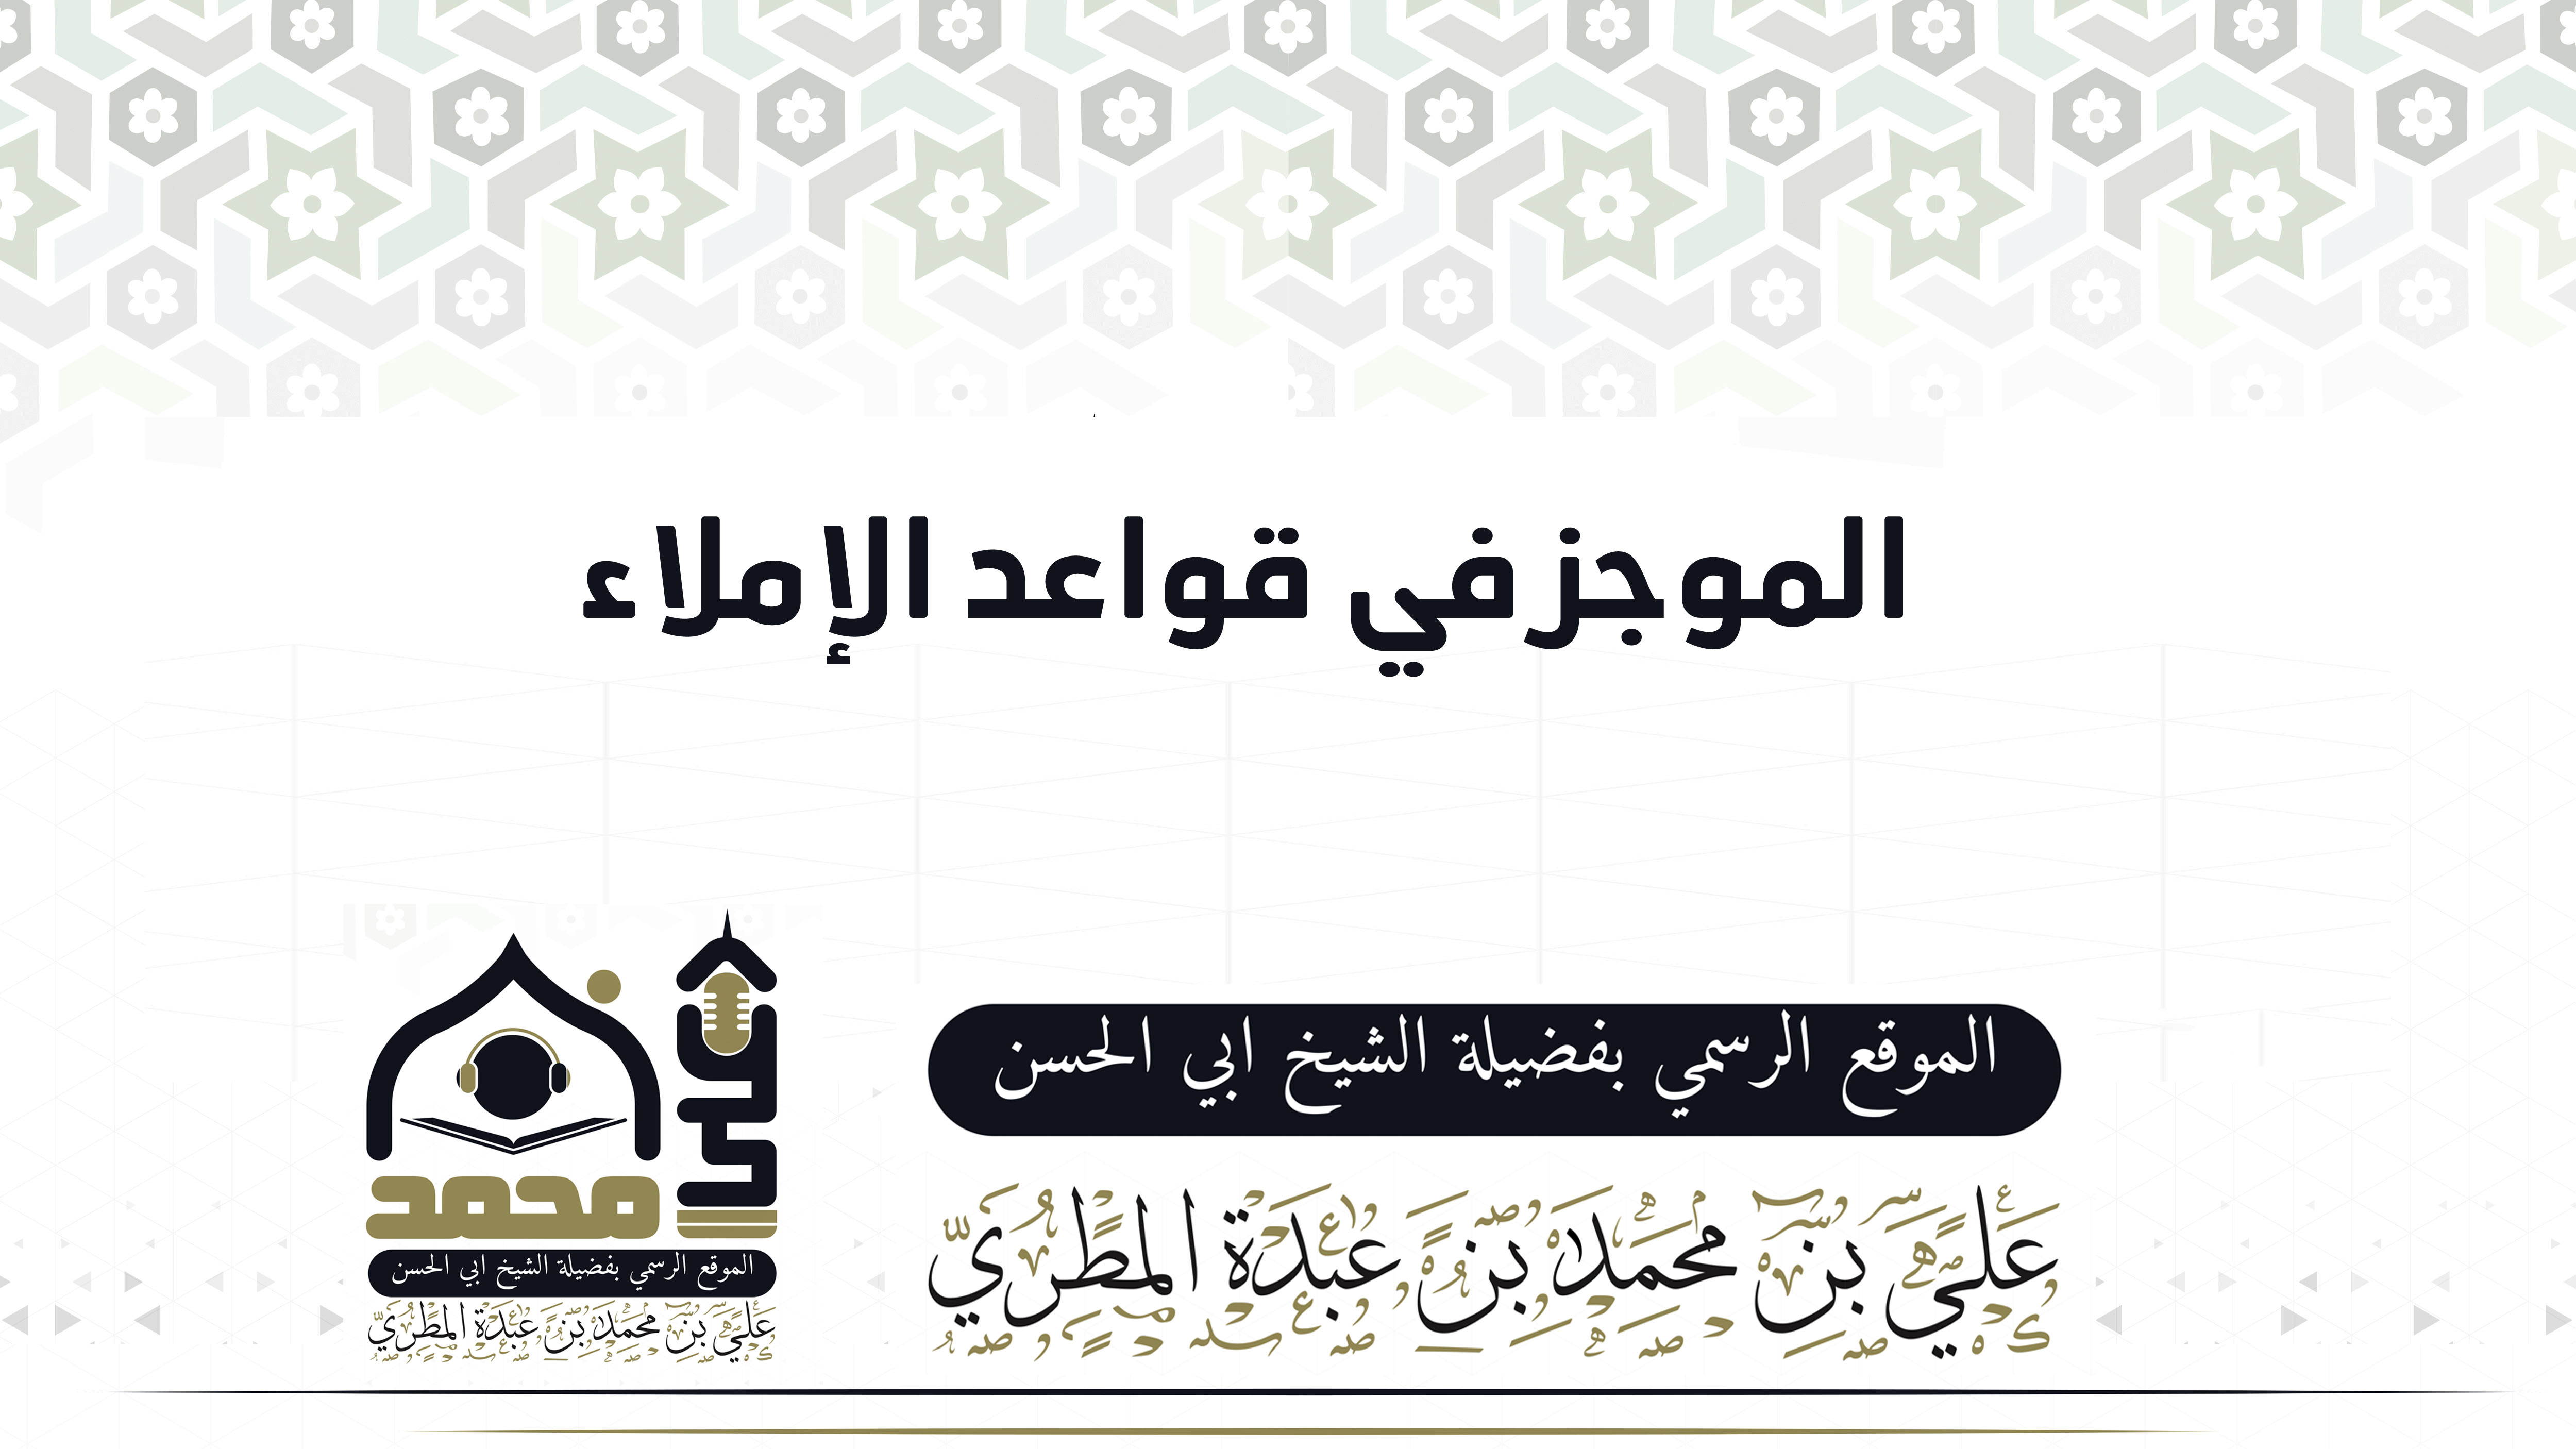 الموجز في قواعد الإملاء
الموقع الرسمي بفضيلة الشيخ ابي الحسن
عَلي بن محمد بن عبدة المطري
علي
محمد
الموقع الرسمي بفضيلة الشيخ ابي الحسن
علي بن محمد بن عبدة المطري